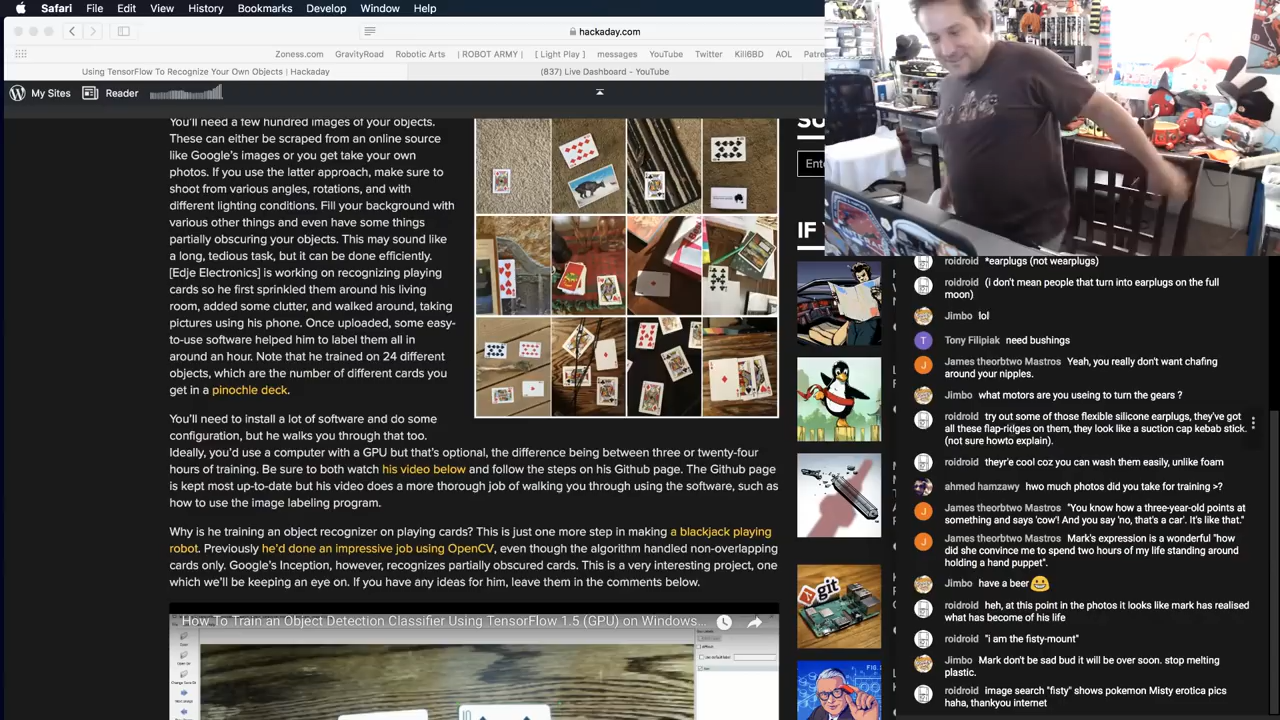 Safari File Edit View History Bookmarks Develop Window Help
hackaday.com
Zoness.com GravityRoad Robotic Arts | ROBOT ARMY | [ Light Play ] messages YouTube Twitter Kill6BD AOL Patre
Using TensorFlow To Recognize Your Own Objects | Hackaday
(837) Live Dashboard - YouTube
My Sites Reader
You'll need a few hundred images of your objects.
These can either be scraped from an online source
like Google's images or you get take your own
photos. If you use the latter approach, make sure to
shoot from various angles, rotations, and with
different lighting conditions. Fill your background with
various other things and even have some things
partially obscuring your objects. This may sound like
a long, tedious task, but it can be done efficiently.
[Edje Electronics] is working on recognizing playing
cards so he first sprinkled them around his living
room, added some clutter, and walked around, taking
pictures using his phone. Once uploaded, some easy-
to-use software helped him to label them all in
around an hour. Note that he trained on 24 different
objects, which are the number of different cards you
get in a pinochle deck.
You'll need to install a lot of software and do some
configuration, but he walks you through that too.
Ideally, you'd use a computer with a GPU but that's optional, the difference being between three or twenty-four
hours of training. Be sure to both watch his video below and follow the steps on his Github page. The Github page
is kept most up-to-date but his video does a more thorough job of walking you through using the software, such as
how to use the image labeling program.
Why is he training an object recognizer on playing cards? This is just one more step in making a blackjack playing
robot. Previously he'd done an impressive job using OpenCV, even though the algorithm handled non-overlapping
cards only. Google's Inception, however, recognizes partially obscured cards. This is a very interesting project, one
which we'll be keeping an eye on. If you have any ideas for him, leave them in the comments below.
How To Train an Object Detection Classifier Using TensorFlow 1.5 (GPU) on Windows...
SU
Ente
IF Y
git
FIG.
roidroid *earplugs (not wearplugs)
roidroid (i don't mean people that turn into earplugs on the full
moon)
Jimbo lol
T Tony Filipiak need bushings
J James theorbtwo Mastros Yeah, you really don't want chafing
around your nipples.
Jimbo what motors are you useing to turn the gears ?
roidroid try out some of those flexible silicone earplugs, they've got
all these flap-ridges on them, they look like a suction cap kebab stick.
(not sure howto explain).
roidroid theyr'e cool coz you can wash them easily, unlike foam
ahmed hamzawy hwo much photos did you take for training >?
J James theorbtwo Mastros "You know how a three-year-old points at
something and says 'cow'! And you say 'no, that's a car'. It's like that."
J James theorbtwo Mastros Mark's expression is a wonderful "how
did she convince me to spend two hours of my life standing around
holding a hand puppet".
Jimbo have a beer
roidroid heh, at this point in the photos it looks like mark has realised
what has become of his life
roidroid "i am the fisty-mount"
Jimbo Mark don't be sad bud it will be over soon. stop melting
plastic.
roidroid image search "fisty" shows pokemon Misty erotica pics
haha, thankyou internet